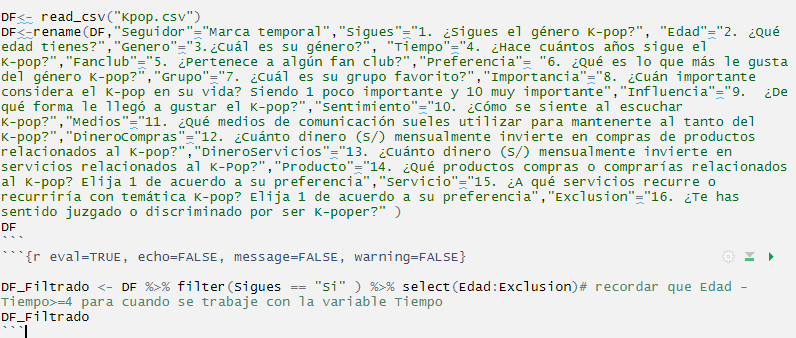 DF<- read_csv("Kpop.csv")
DF<-rename(DF,"Seguidor"="Marca temporal","Sigues"="1. ¿Sigues el género K-pop?", "Edad"="2. ¿Qué
edad tienes?","Genero"="3.¿Cuál es su género?", "Tiempo"="4. ¿Hace cuántos años sigue el
K-pop?","Fanclub"="5. ¿Pertenece a algún fan club?","Preferencia"= "6. ¿Qué es lo que más le gusta
del género K-pop?","Grupo"="7. ¿Cuál es su grupo favorito?","Importancia"="8. ¿Cuán importante
considera el K-pop en su vida? Siendo 1 poco importante y 10 muy importante","Influencia"="9.  ¿De
qué forma le llegó a gustar el K-pop?","Sentimiento"="10. ¿Cómo se siente al escuchar
K-pop?","Medios"="11. ¿Qué medios de comunicación sueles utilizar para mantenerte al tanto del
K-pop?","DineroCompras"="12. ¿Cuánto dinero (S/) mensualmente invierte en compras de productos
relacionados al K-pop?","DineroServicios"="13. ¿Cuánto dinero (S/) mensualmente invierte en
servicios relacionados al K-Pop?","Producto"="14. ¿Qué productos compras o comprarías relacionados
al K-pop? Elija 1 de acuerdo a su preferencia","Servicio"="15. ¿A qué servicios recurre o
recurriría con temática K-pop? Elija 1 de acuerdo a su preferencia","Exclusion"="16. ¿Te has
sentido juzgado o discriminado por ser K-poper?" )
DF
```
```{r eval=TRUE, echo=FALSE, message=FALSE, warning=FALSE}
DF_Filtrado <- DF %>% filter(Sigues == "Si" ) %>% select(Edad:Exclusion)# recordar que Edad -
Tiempo>=4 para cuando se trabaje con la variable Tiempo
DF_Filtrado
```